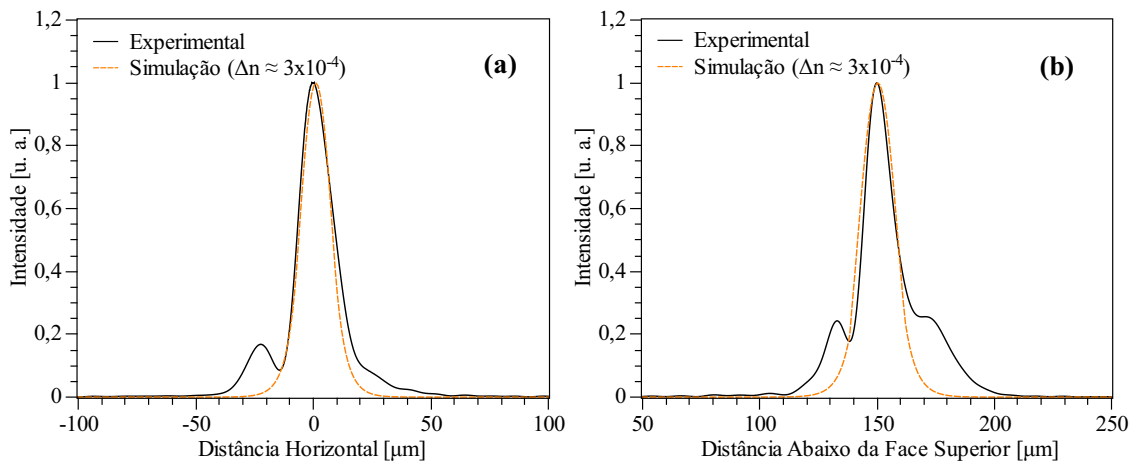 1,2
1
0,8
0,6
0,4
0,2
0
Intensidade [u. a.]
Experimental
Simulação (Δn ≈ 3x10⁻⁴)
(a)
-100
-50
0
50
100
Distância Horizontal [µm]
1,2
1
0,8
0,6
0,4
0,2
0
Intensidade [u. a.]
Experimental
Simulação (Δn ≈ 3x10⁻⁴)
(b)
50
100
150
200
250
Distância Abaixo da Face Superior [µm]